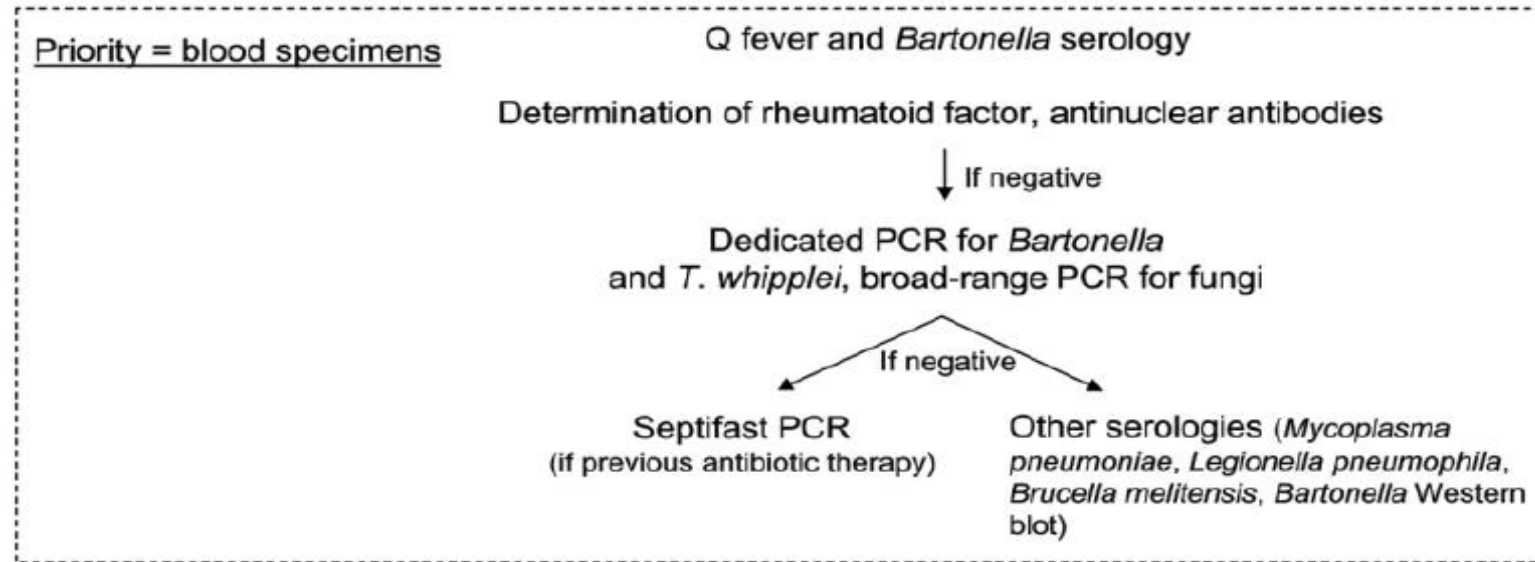 Priority = blood specimens
Q fever and Bartonella serology
Determination of rheumatoid factor, antinuclear antibodies
If negative
Dedicated PCR for Bartonella
and T. whipplei, broad-range PCR for fungi
If negative
Septifast PCR
(if previous antibiotic therapy)
Other serologies (Mycoplasma
pneumoniae, Legionella pneumophila,
Brucella melitensis, Bartonella Western
blot)